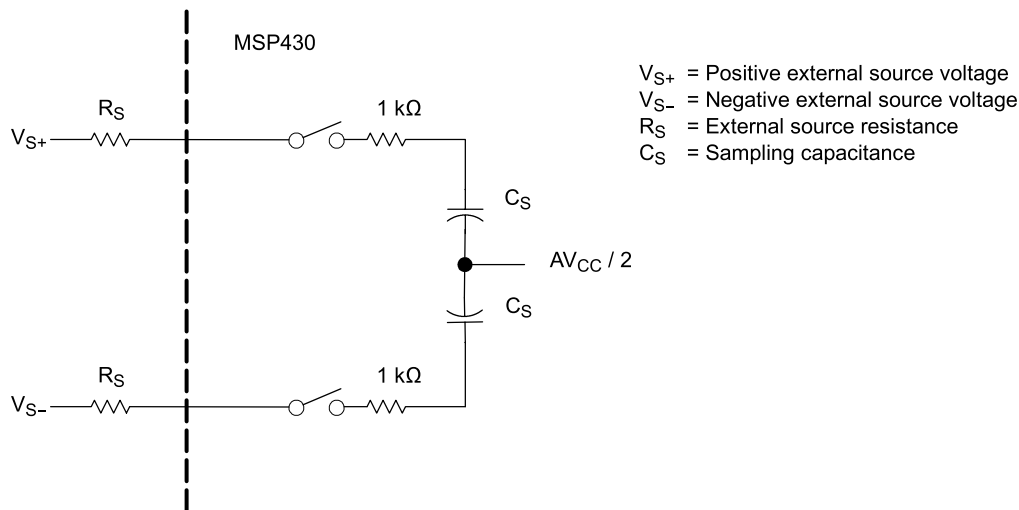 MSP430
V_S+ = Positive external source voltage
V_S− = Negative external source voltage
R_S = External source resistance
C_S = Sampling capacitance
R_S
1 kΩ
V_S+
C_S
AV_CC / 2
C_S
R_S
1 kΩ
V_S−